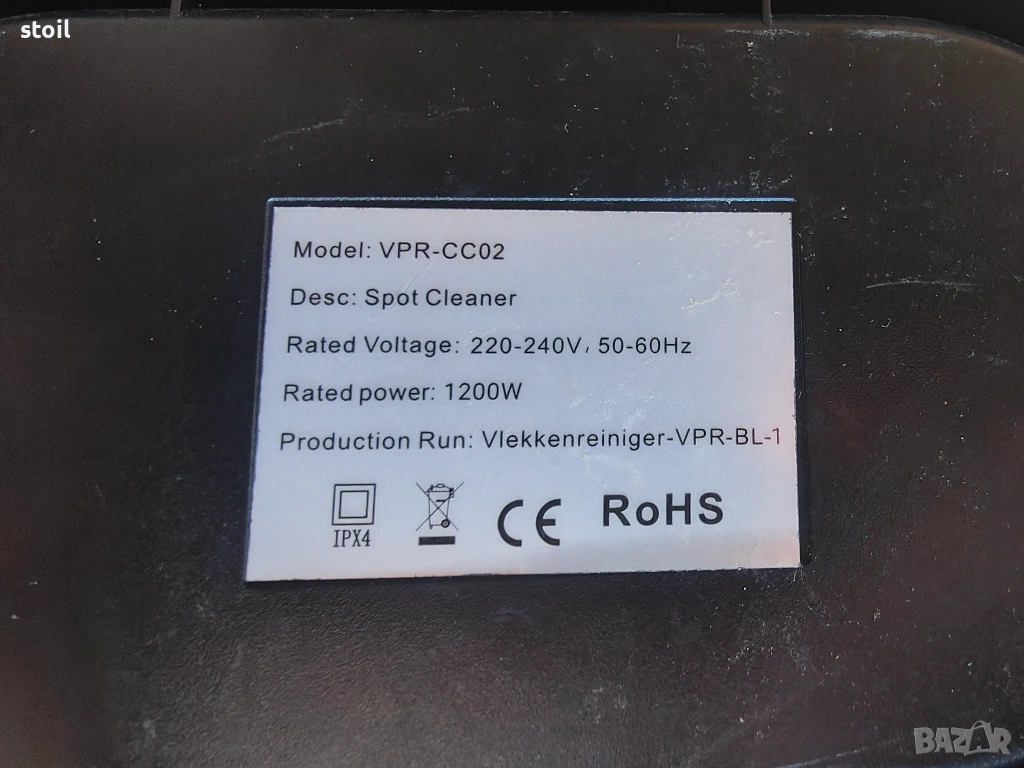 stoil
Model: VPR-CC02
Desc: Spot Cleaner
Rated Voltage: 220-240V, 50-60Hz
Rated power: 1200W
Production Run: Vlekkenreiniger-VPR-BL-1
IPX4
CE
RoHS
BAZAR